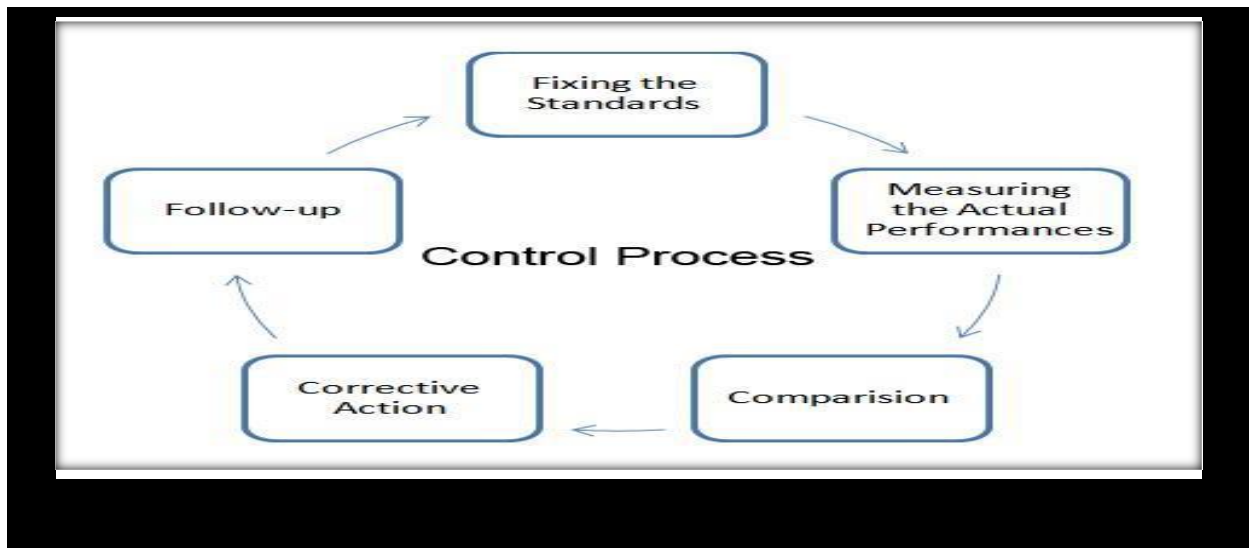 Fixing the
Standards
Measuring
the Actual
Performances
Comparision
Corrective
Action
Follow-up
Control Process